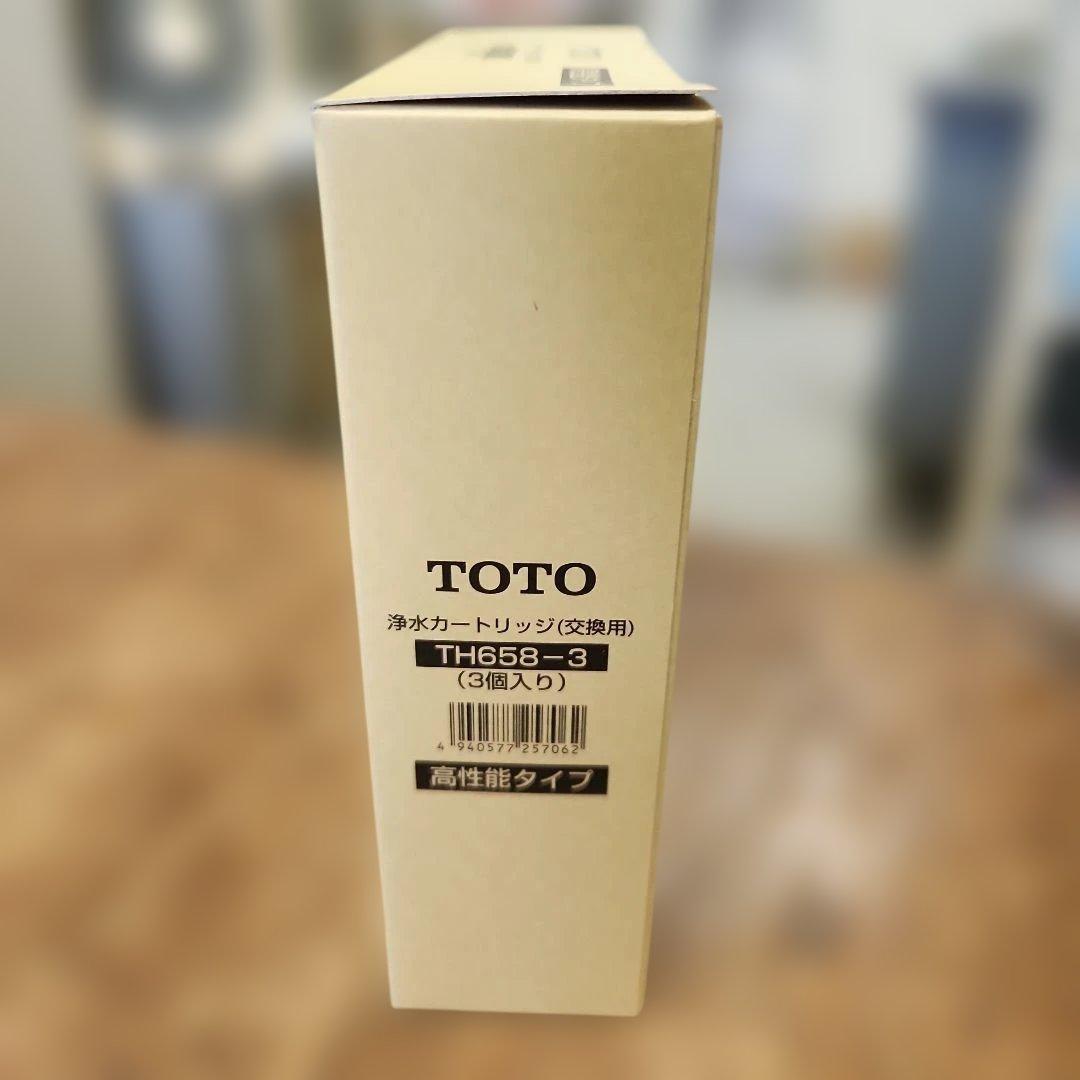 TOTO
浄水カートリッジ(交換用)
TH658-3
(3個入り)
4 940577 257062
高性能タイプ